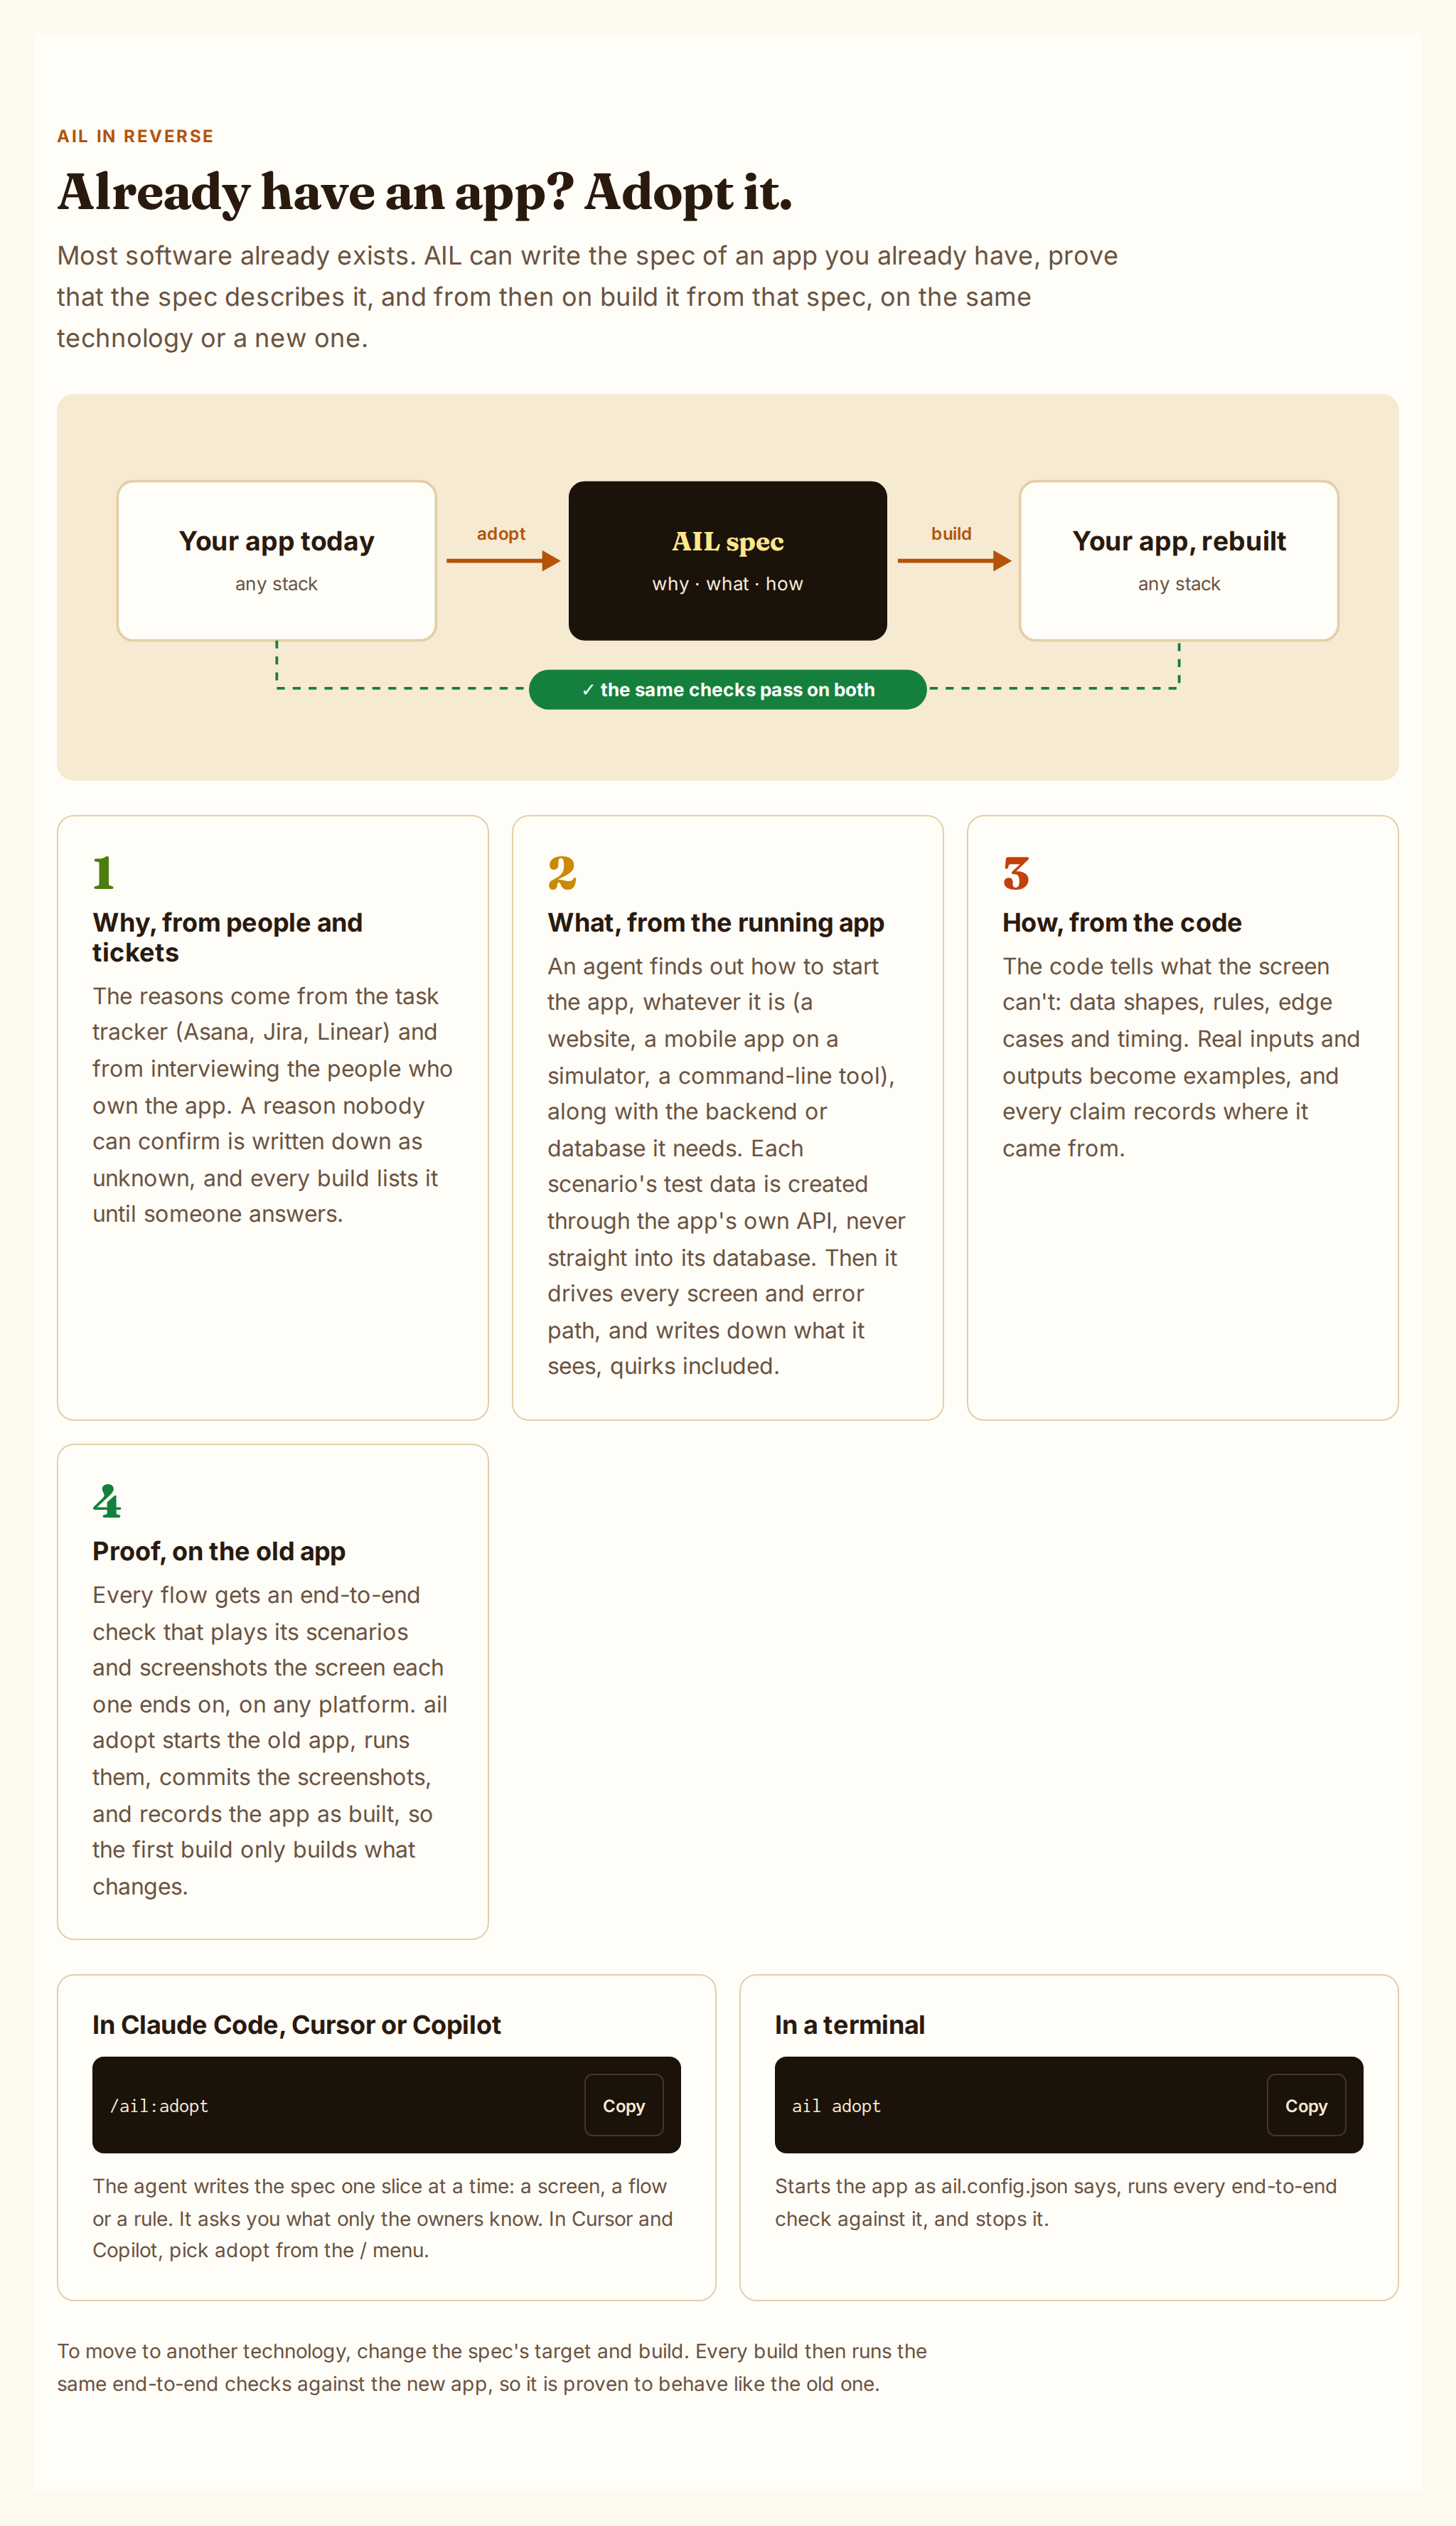 AIL IN REVERSE
Already have an app? Adopt it.
Most software already exists. AIL can write the spec of an app you already have, prove
that the spec describes it, and from then on build it from that spec, on the same
technology or a new one.
Your app today
any stack
adopt
AIL spec
why · what · how
build
Your app, rebuilt
any stack
✓ the same checks pass on both
1
Why, from people and
tickets
The reasons come from the task
tracker (Asana, Jira, Linear) and
from interviewing the people who
own the app. A reason nobody
can confirm is written down as
unknown, and every build lists it
until someone answers.
2
What, from the running app
An agent finds out how to start
the app, whatever it is (a
website, a mobile app on a
simulator, a command-line tool),
along with the backend or
database it needs. Each
scenario's test data is created
through the app's own API, never
straight into its database. Then it
drives every screen and error
path, and writes down what it
sees, quirks included.
3
How, from the code
The code tells what the screen
can't: data shapes, rules, edge
cases and timing. Real inputs and
outputs become examples, and
every claim records where it
came from.
4
Proof, on the old app
Every flow gets an end-to-end
check that plays its scenarios
and screenshots the screen each
one ends on, on any platform. ail
adopt starts the old app, runs
them, commits the screenshots,
and records the app as built, so
the first build only builds what
changes.
In Claude Code, Cursor or Copilot
/ail:adopt
Copy
The agent writes the spec one slice at a time: a screen, a flow
or a rule. It asks you what only the owners know. In Cursor and
Copilot, pick adopt from the / menu.
In a terminal
ail adopt
Copy
Starts the app as ail.config.json says, runs every end-to-end
check against it, and stops it.
To move to another technology, change the spec's target and build. Every build then runs the
same end-to-end checks against the new app, so it is proven to behave like the old one.